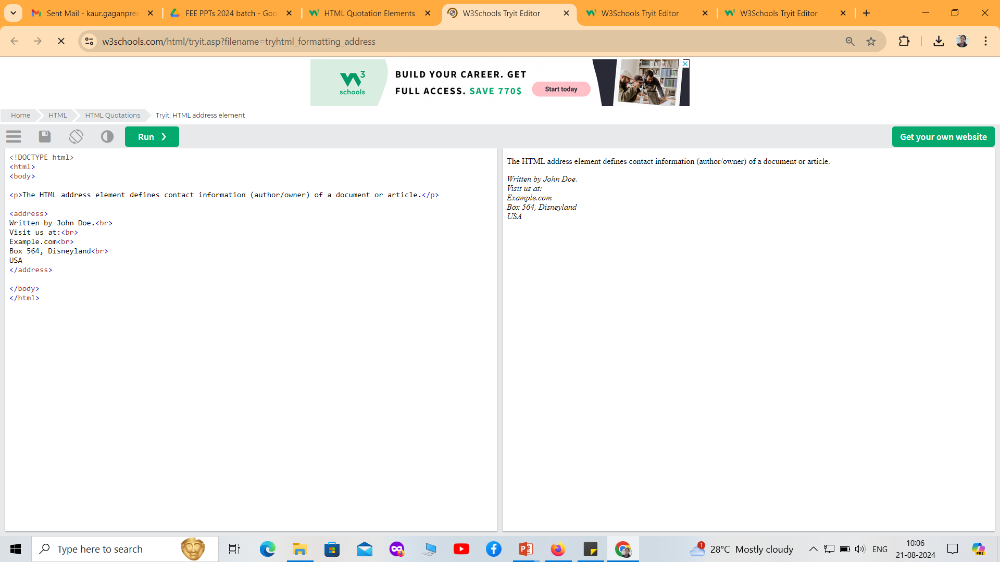 Sent Mail - kaur.gaganpree
FEE PPTs 2024 batch - Goo
HTML Quotation Elements
W3Schools Tryit Editor
W3Schools Tryit Editor
W3Schools Tryit Editor
w3schools.com/html/tryit.asp?filename=tryhtml_formatting_address
W3 schools
BUILD YOUR CAREER. GET
FULL ACCESS. SAVE 770$
Start today
Home
HTML
HTML Quotations
Tryit: HTML address element
Run ❯
Get your own website
<!DOCTYPE html>
<html>
<body>
<p>The HTML address element defines contact information (author/owner) of a document or article.</p>
<address>
Written by John Doe.<br>
Visit us at:<br>
Example.com<br>
Box 564, Disneyland<br>
USA
</address>
</body>
</html>
The HTML address element defines contact information (author/owner) of a document or article.
Written by John Doe.
Visit us at:
Example.com
Box 564, Disneyland
USA
Type here to search
1
28°C Mostly cloudy
ENG
10:06
21-08-2024
PRE